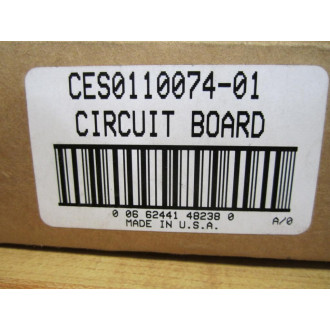 CES0110074-01
CIRCUIT BOARD
0 06 62441 48238 0
MADE IN U.S.A. A/0